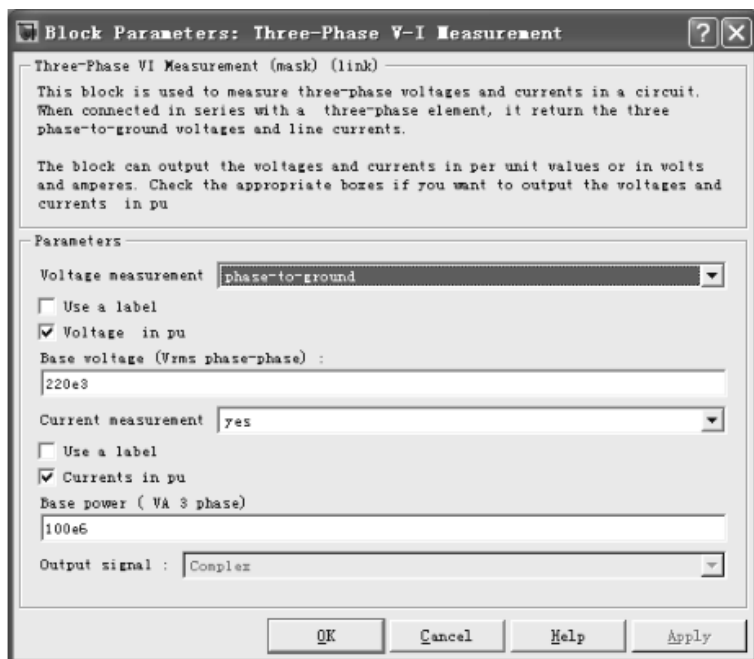 Block Parameters: Three-Phase V-I Measurement
Three-Phase VI Measurement (mask) (link)
This block is used to measure three-phase voltages and currents in a circuit.
When connected in series with a three-phase element, it return the three
phase-to-ground voltages and line currents.
The block can output the voltages and currents in per unit values or in volts
and amperes. Check the appropriate boxes if you want to output the voltages and
currents in pu
Parameters
Voltage measurement phase-to-ground
Use a label
Voltage in pu
Base voltage (Vrms phase-phase) :
220e3
Current measurement yes
Use a label
Currents in pu
Base power ( VA 3 phase)
100e6
Output signal : Complex
OK Cancel Help Apply